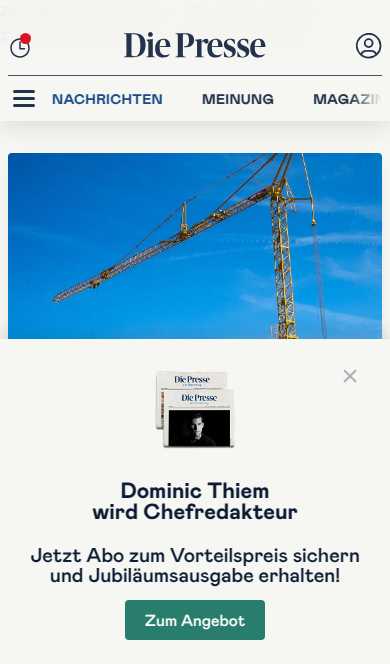 Die Presse
NACHRICHTEN MEINUNG MAGAZIN
Die Presse
Die Presse
Dominic Thiem
wird Chefredakteur
Jetzt Abo zum Vorteilspreis sichern
und Jubiläumsausgabe erhalten!
Zum Angebot